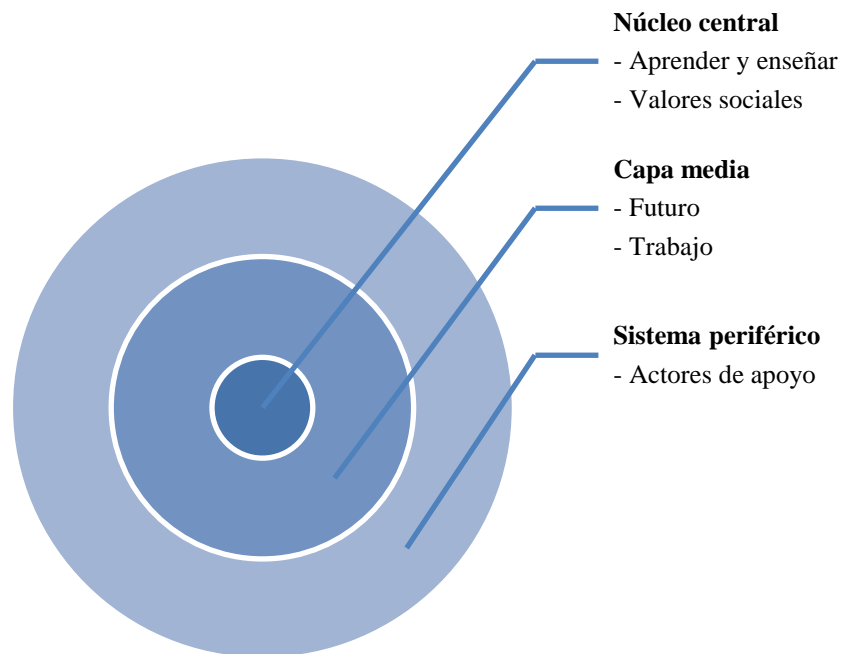 Núcleo central
- Aprender y enseñar
- Valores sociales
Capa media
- Futuro
- Trabajo
Sistema periférico
- Actores de apoyo